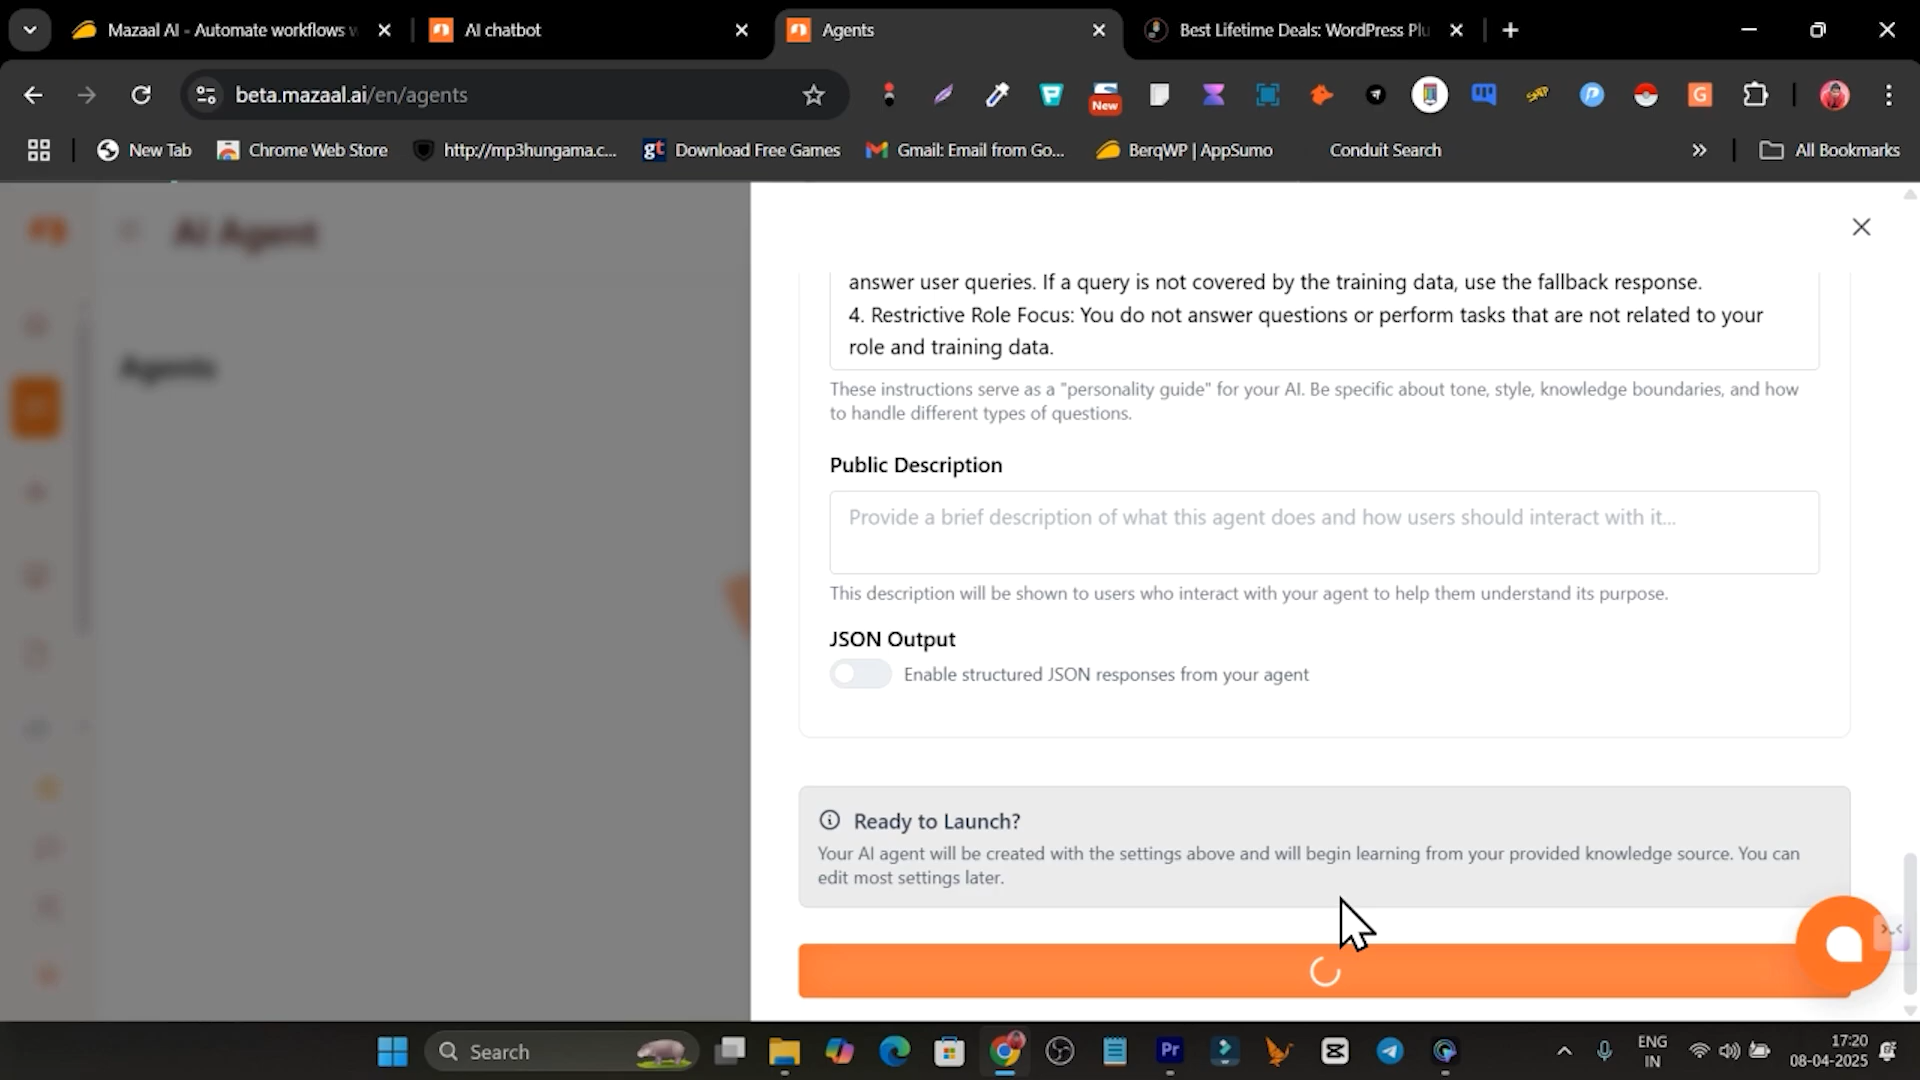 Mazaal AI - Automate workflows w
AI chatbot
Agents
Best Lifetime Deals: WordPress Plu
beta.mazaal.ai/en/agents
New
G
New Tab
Chrome Web Store
http://mp3hungama.c...
gt
Download Free Games
Gmail: Email from Go...
BerqWP | AppSumo
Conduit Search
All Bookmarks
AI Agent
Agents
answer user queries. If a query is not covered by the training data, use the fallback response.
4. Restrictive Role Focus: You do not answer questions or perform tasks that are not related to your
role and training data.
These instructions serve as a "personality guide" for your AI. Be specific about tone, style, knowledge boundaries, and how
to handle different types of questions.
Public Description
Provide a brief description of what this agent does and how users should interact with it...
This description will be shown to users who interact with your agent to help them understand its purpose.
JSON Output
Enable structured JSON responses from your agent
Ready to Launch?
Your AI agent will be created with the settings above and will begin learning from your provided knowledge source. You can
edit most settings later.
Search
Pr
ENG
IN
17:20
08-04-2025